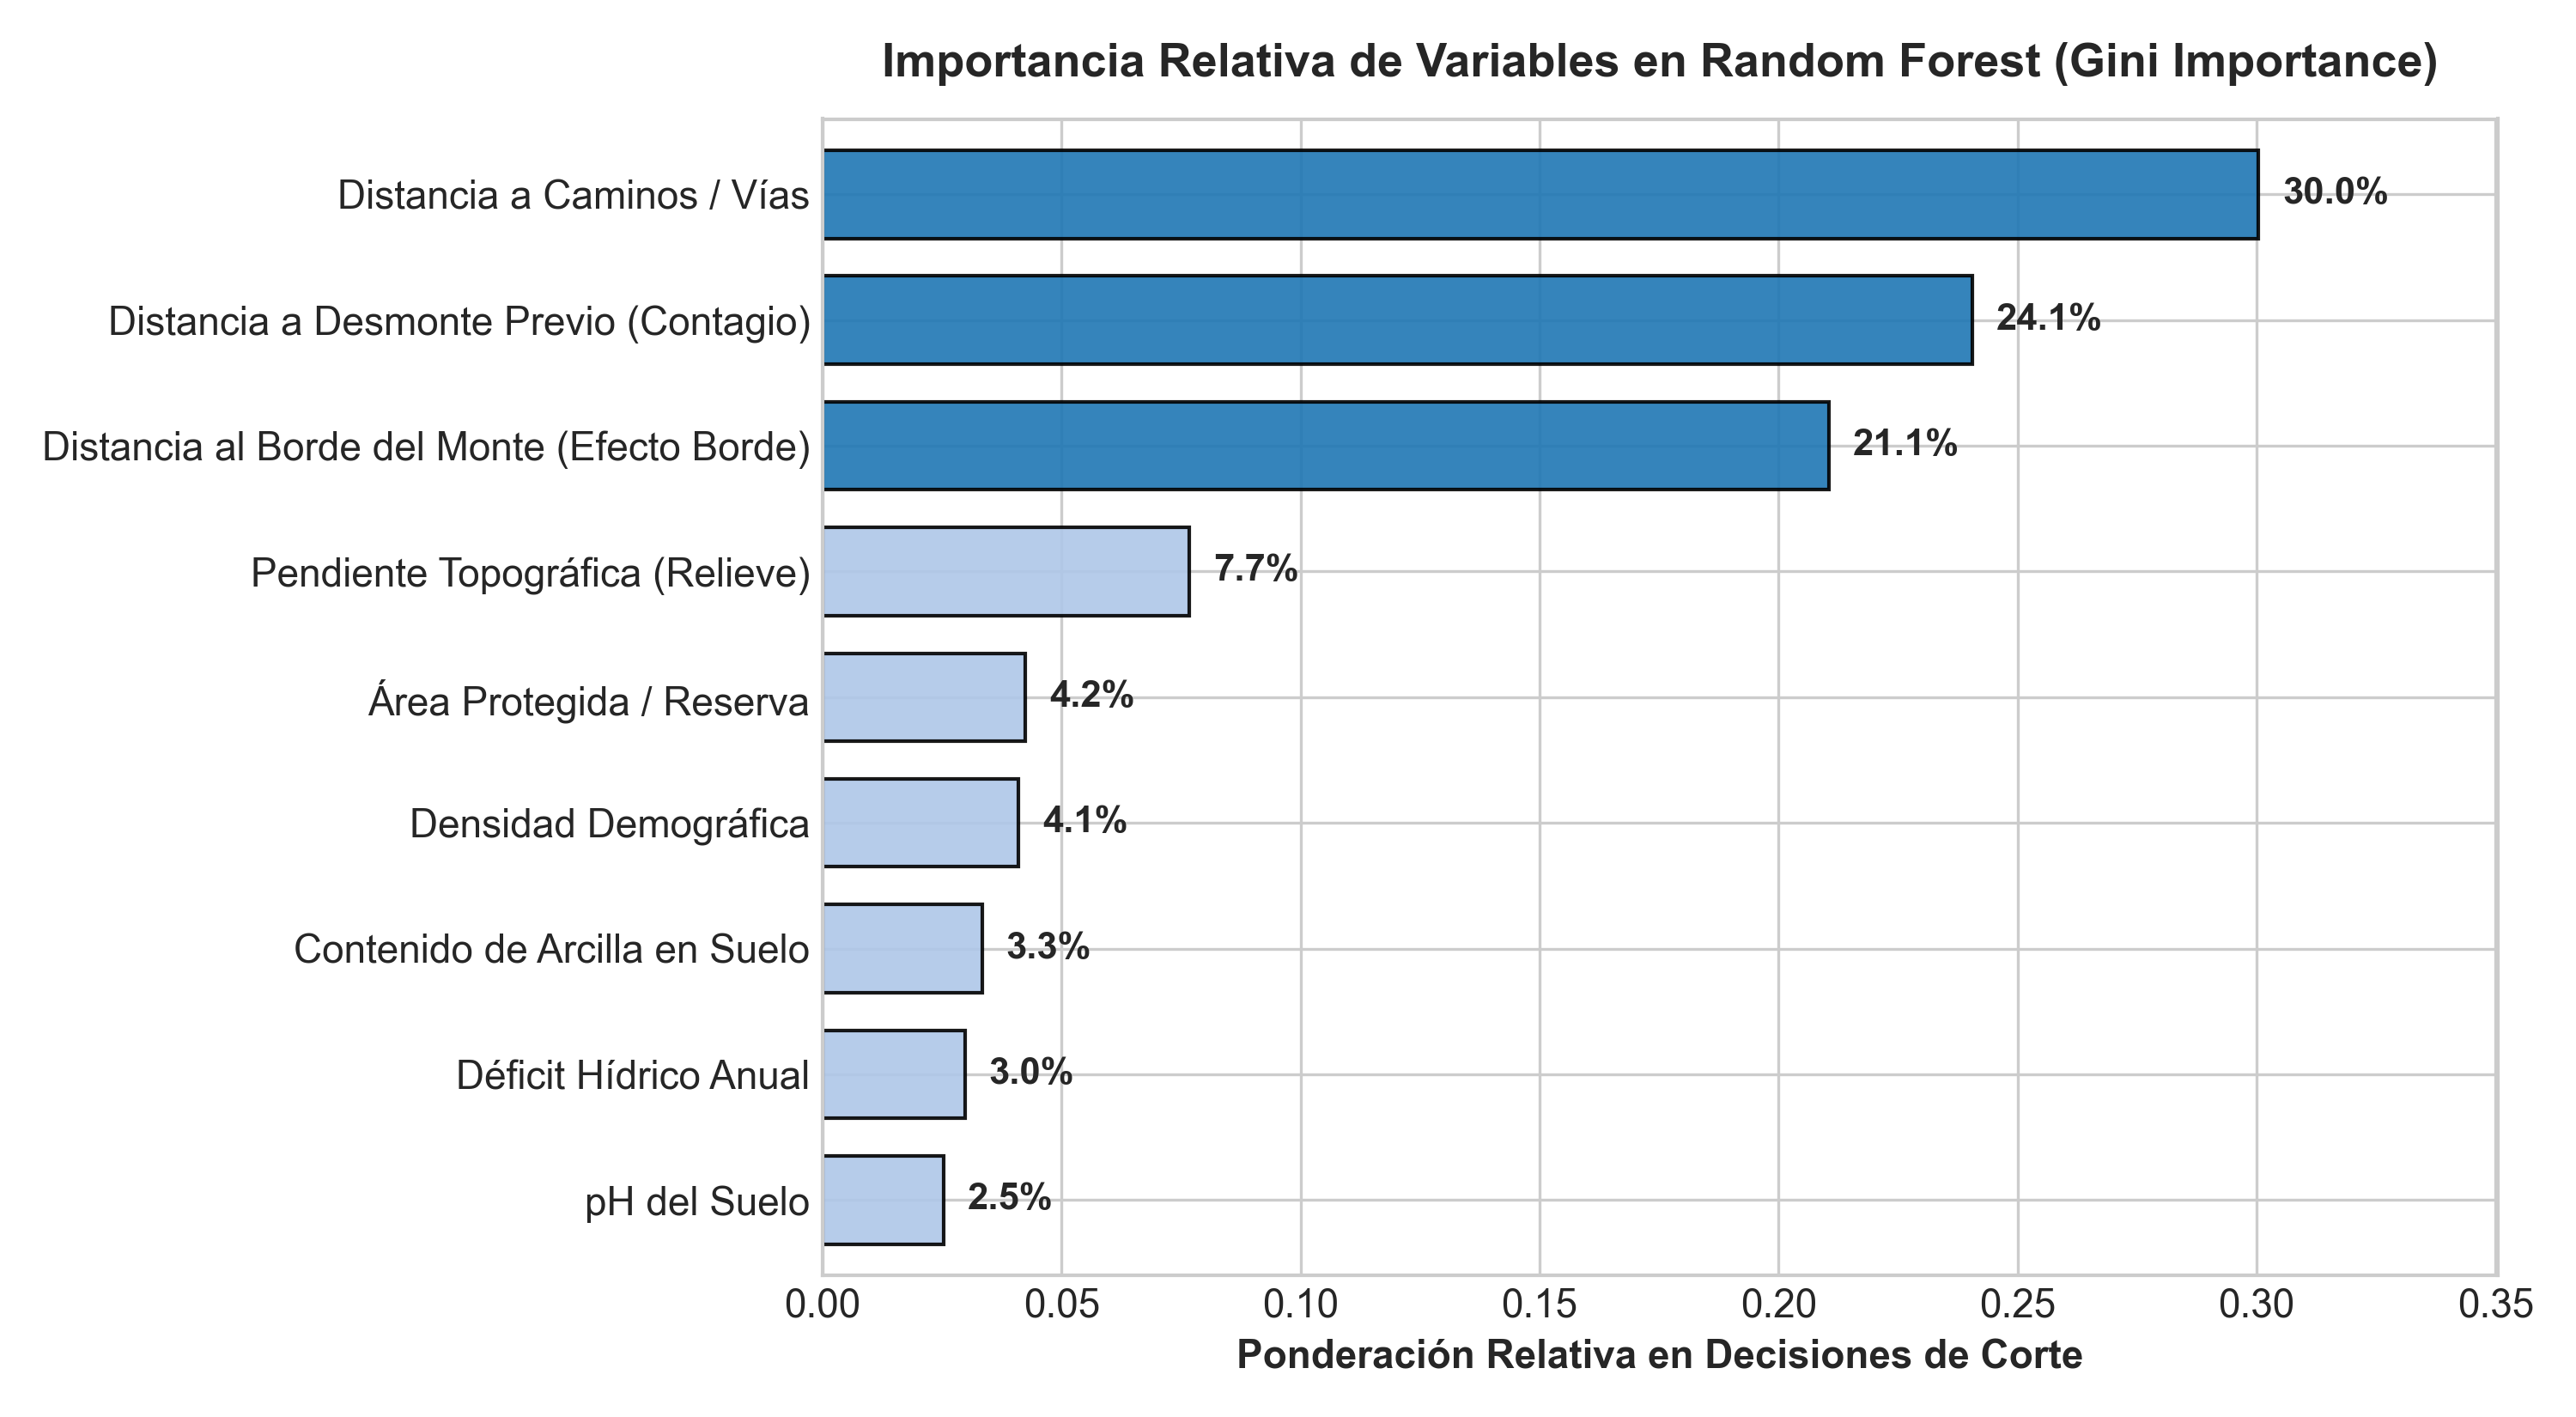 Importancia Relativa de Variables en Random Forest (Gini Importance)
Distancia a Caminos / Vías
30.0%
Distancia a Desmonte Previo (Contagio)
24.1%
Distancia al Borde del Monte (Efecto Borde)
21.1%
Pendiente Topográfica (Relieve)
7.7%
Área Protegida / Reserva
4.2%
Densidad Demográfica
4.1%
Contenido de Arcilla en Suelo
3.3%
Déficit Hídrico Anual
3.0%
pH del Suelo
2.5%
0.00 0.05 0.10 0.15 0.20 0.25 0.30 0.35
Ponderación Relativa en Decisiones de Corte